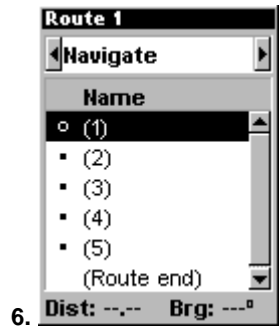 Route 1
Navigate
Name
(1)
(2)
(3)
(4)
(5)
(Route end)
6. Dist: --.-- Brg: ---º